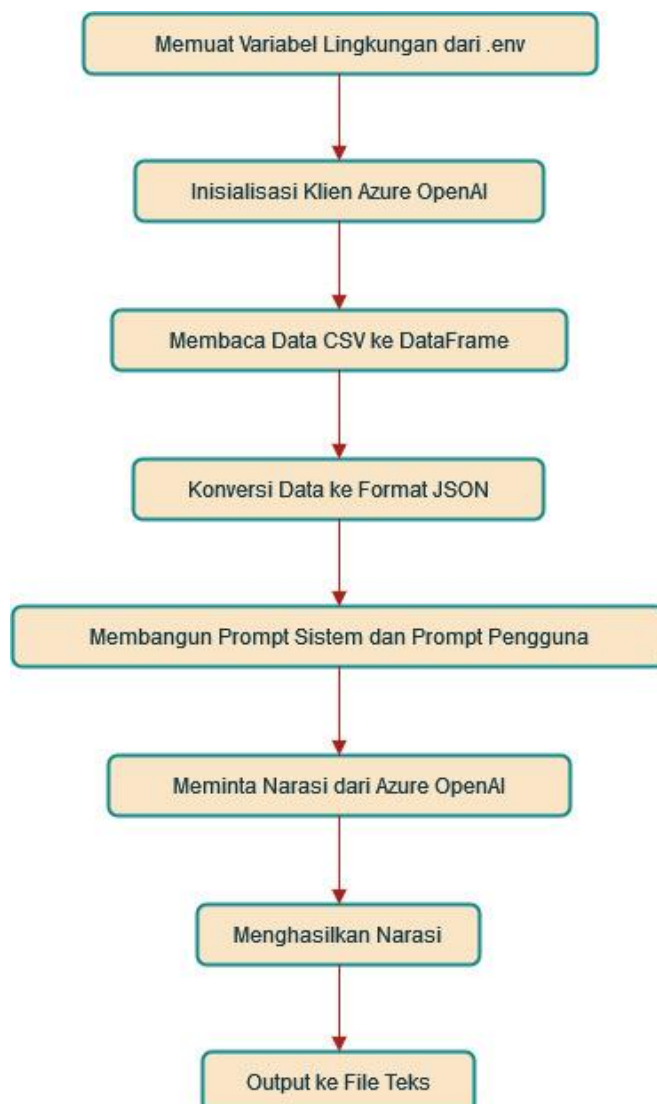 Memuat Variabel Lingkungan dari .env
Inisialisasi Klien Azure OpenAI
Membaca Data CSV ke DataFrame
Konversi Data ke Format JSON
Membangun Prompt Sistem dan Prompt Pengguna
Meminta Narasi dari Azure OpenAI
Menghasilkan Narasi
Output ke File Teks